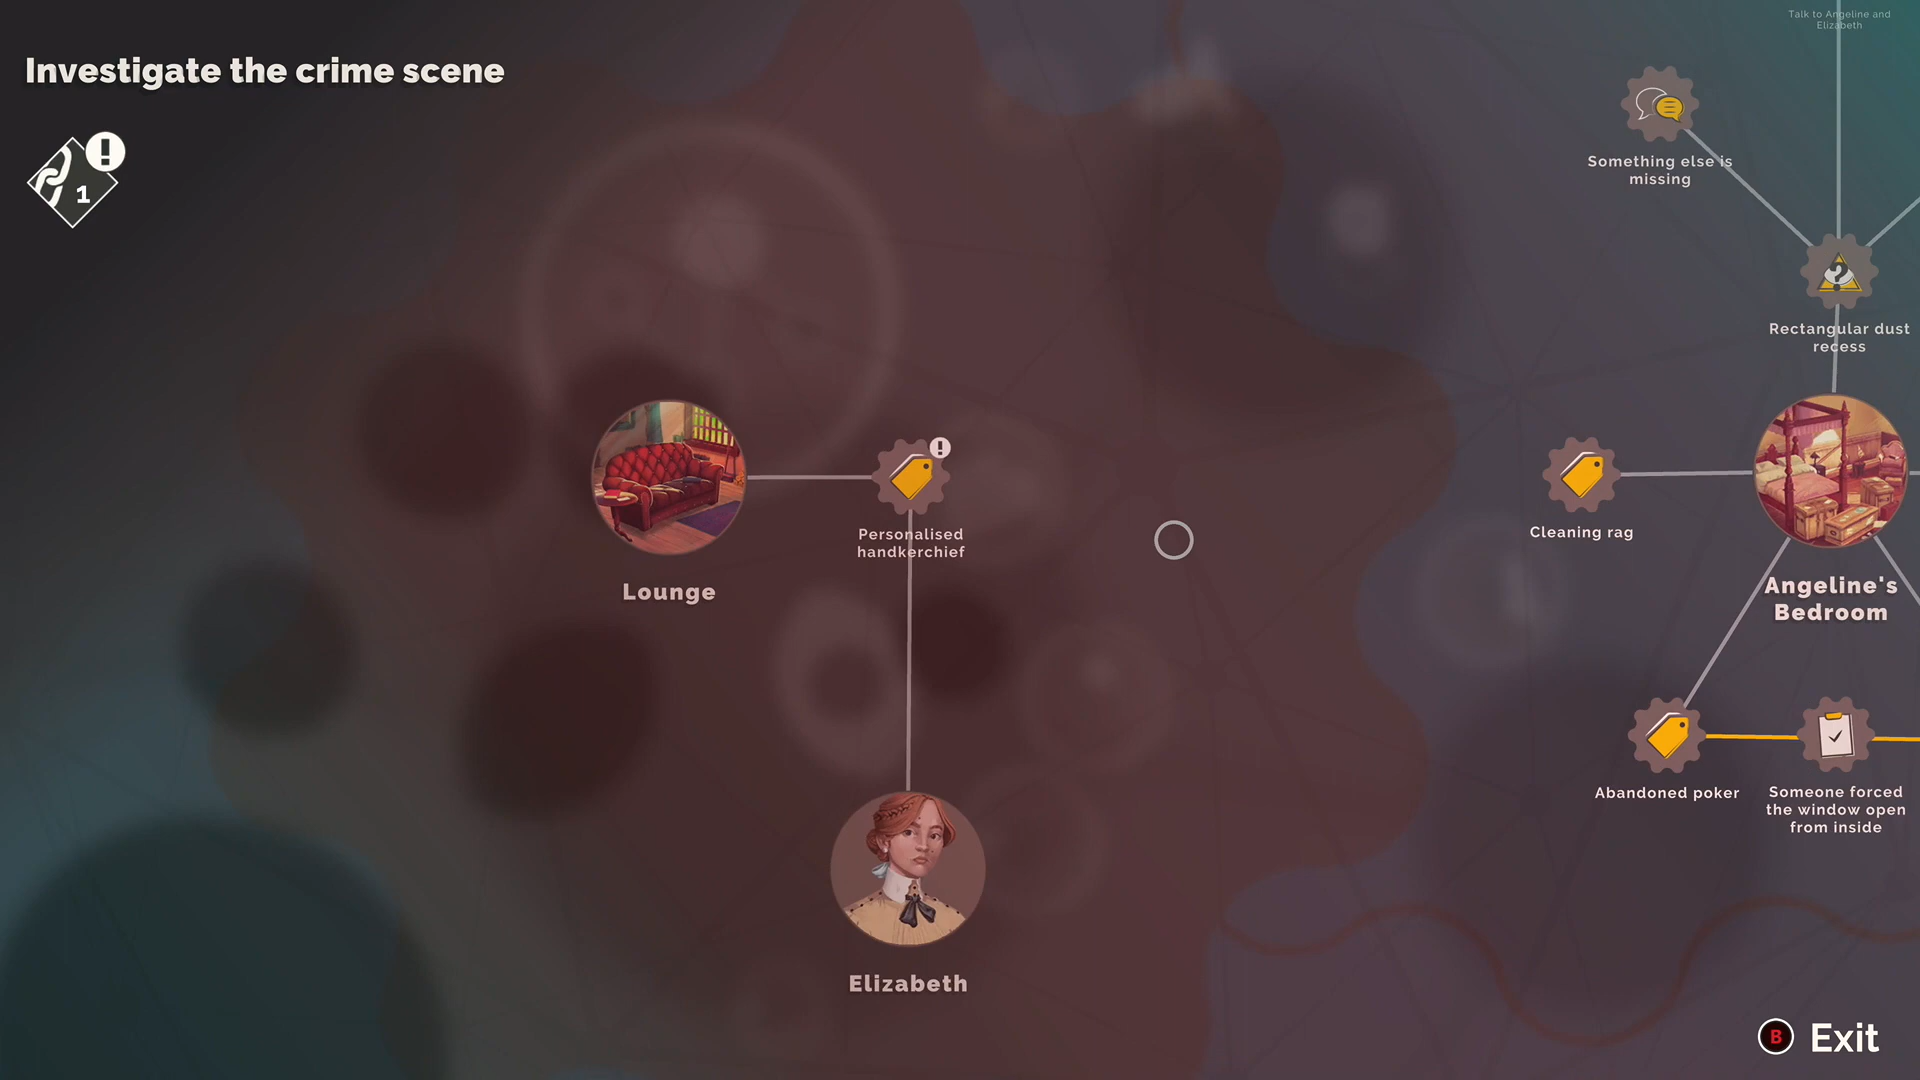 Talk to Angeline and
Elizabeth
Investigate the crime scene
1
Something else is
missing
Rectangular dust
recess
Cleaning rag
Personalised
handkerchief
Lounge
Angeline's
Bedroom
Abandoned poker
Someone forced
the window open
from inside
Elizabeth
B Exit